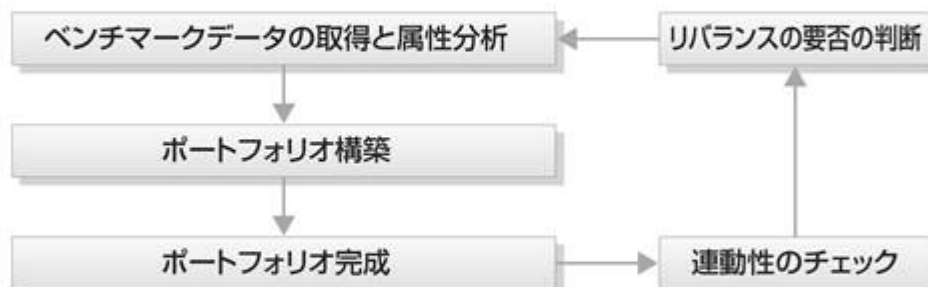 ベンチマークデータの取得と属性分析
リバランスの要否の判断
ポートフォリオ構築
ポートフォリオ完成
連動性のチェック